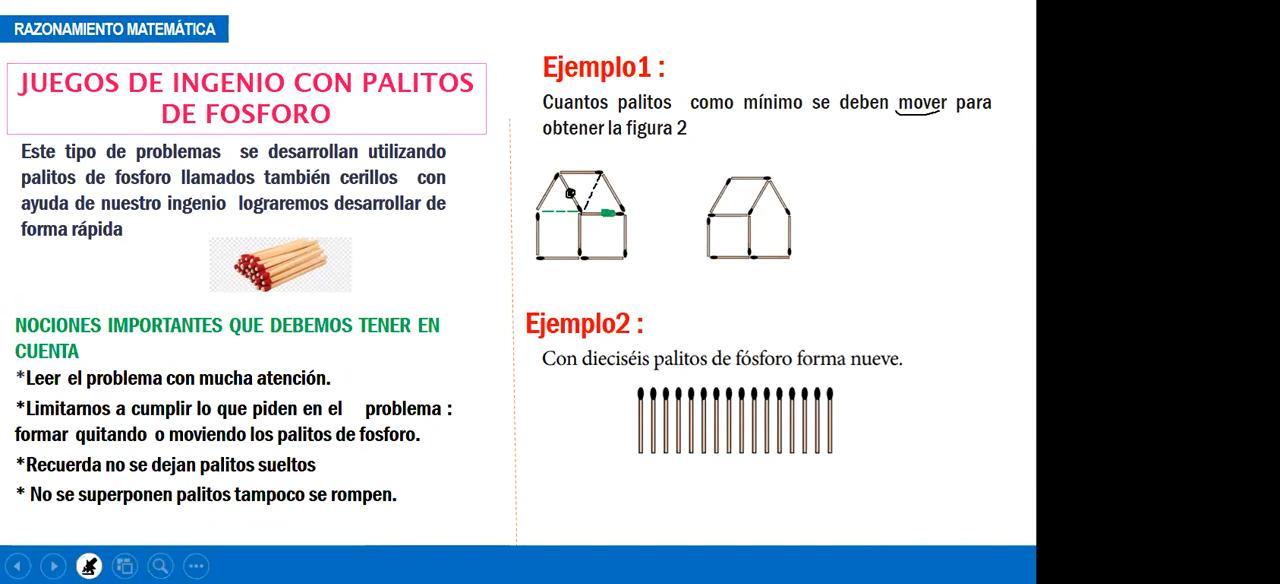 RAZONAMIENTO MATEMÁTICA
JUEGOS DE INGENIO CON PALITOS
DE FOSFORO
Este tipo de problemas se desarrollan utilizando
palitos de fosforo llamados también cerillos con
ayuda de nuestro ingenio lograremos desarrollar de
forma rápida
NOCIONES IMPORTANTES QUE DEBEMOS TENER EN
CUENTA
*Leer el problema con mucha atención.
*Limitarnos a cumplir lo que piden en el problema :
formar quitando o moviendo los palitos de fosforo.
*Recuerda no se dejan palitos sueltos
* No se superponen palitos tampoco se rompen.
Ejemplo1 :
Cuantos palitos como mínimo se deben mover para
obtener la figura 2
Ejemplo2 :
Con dieciséis palitos de fósforo forma nueve.